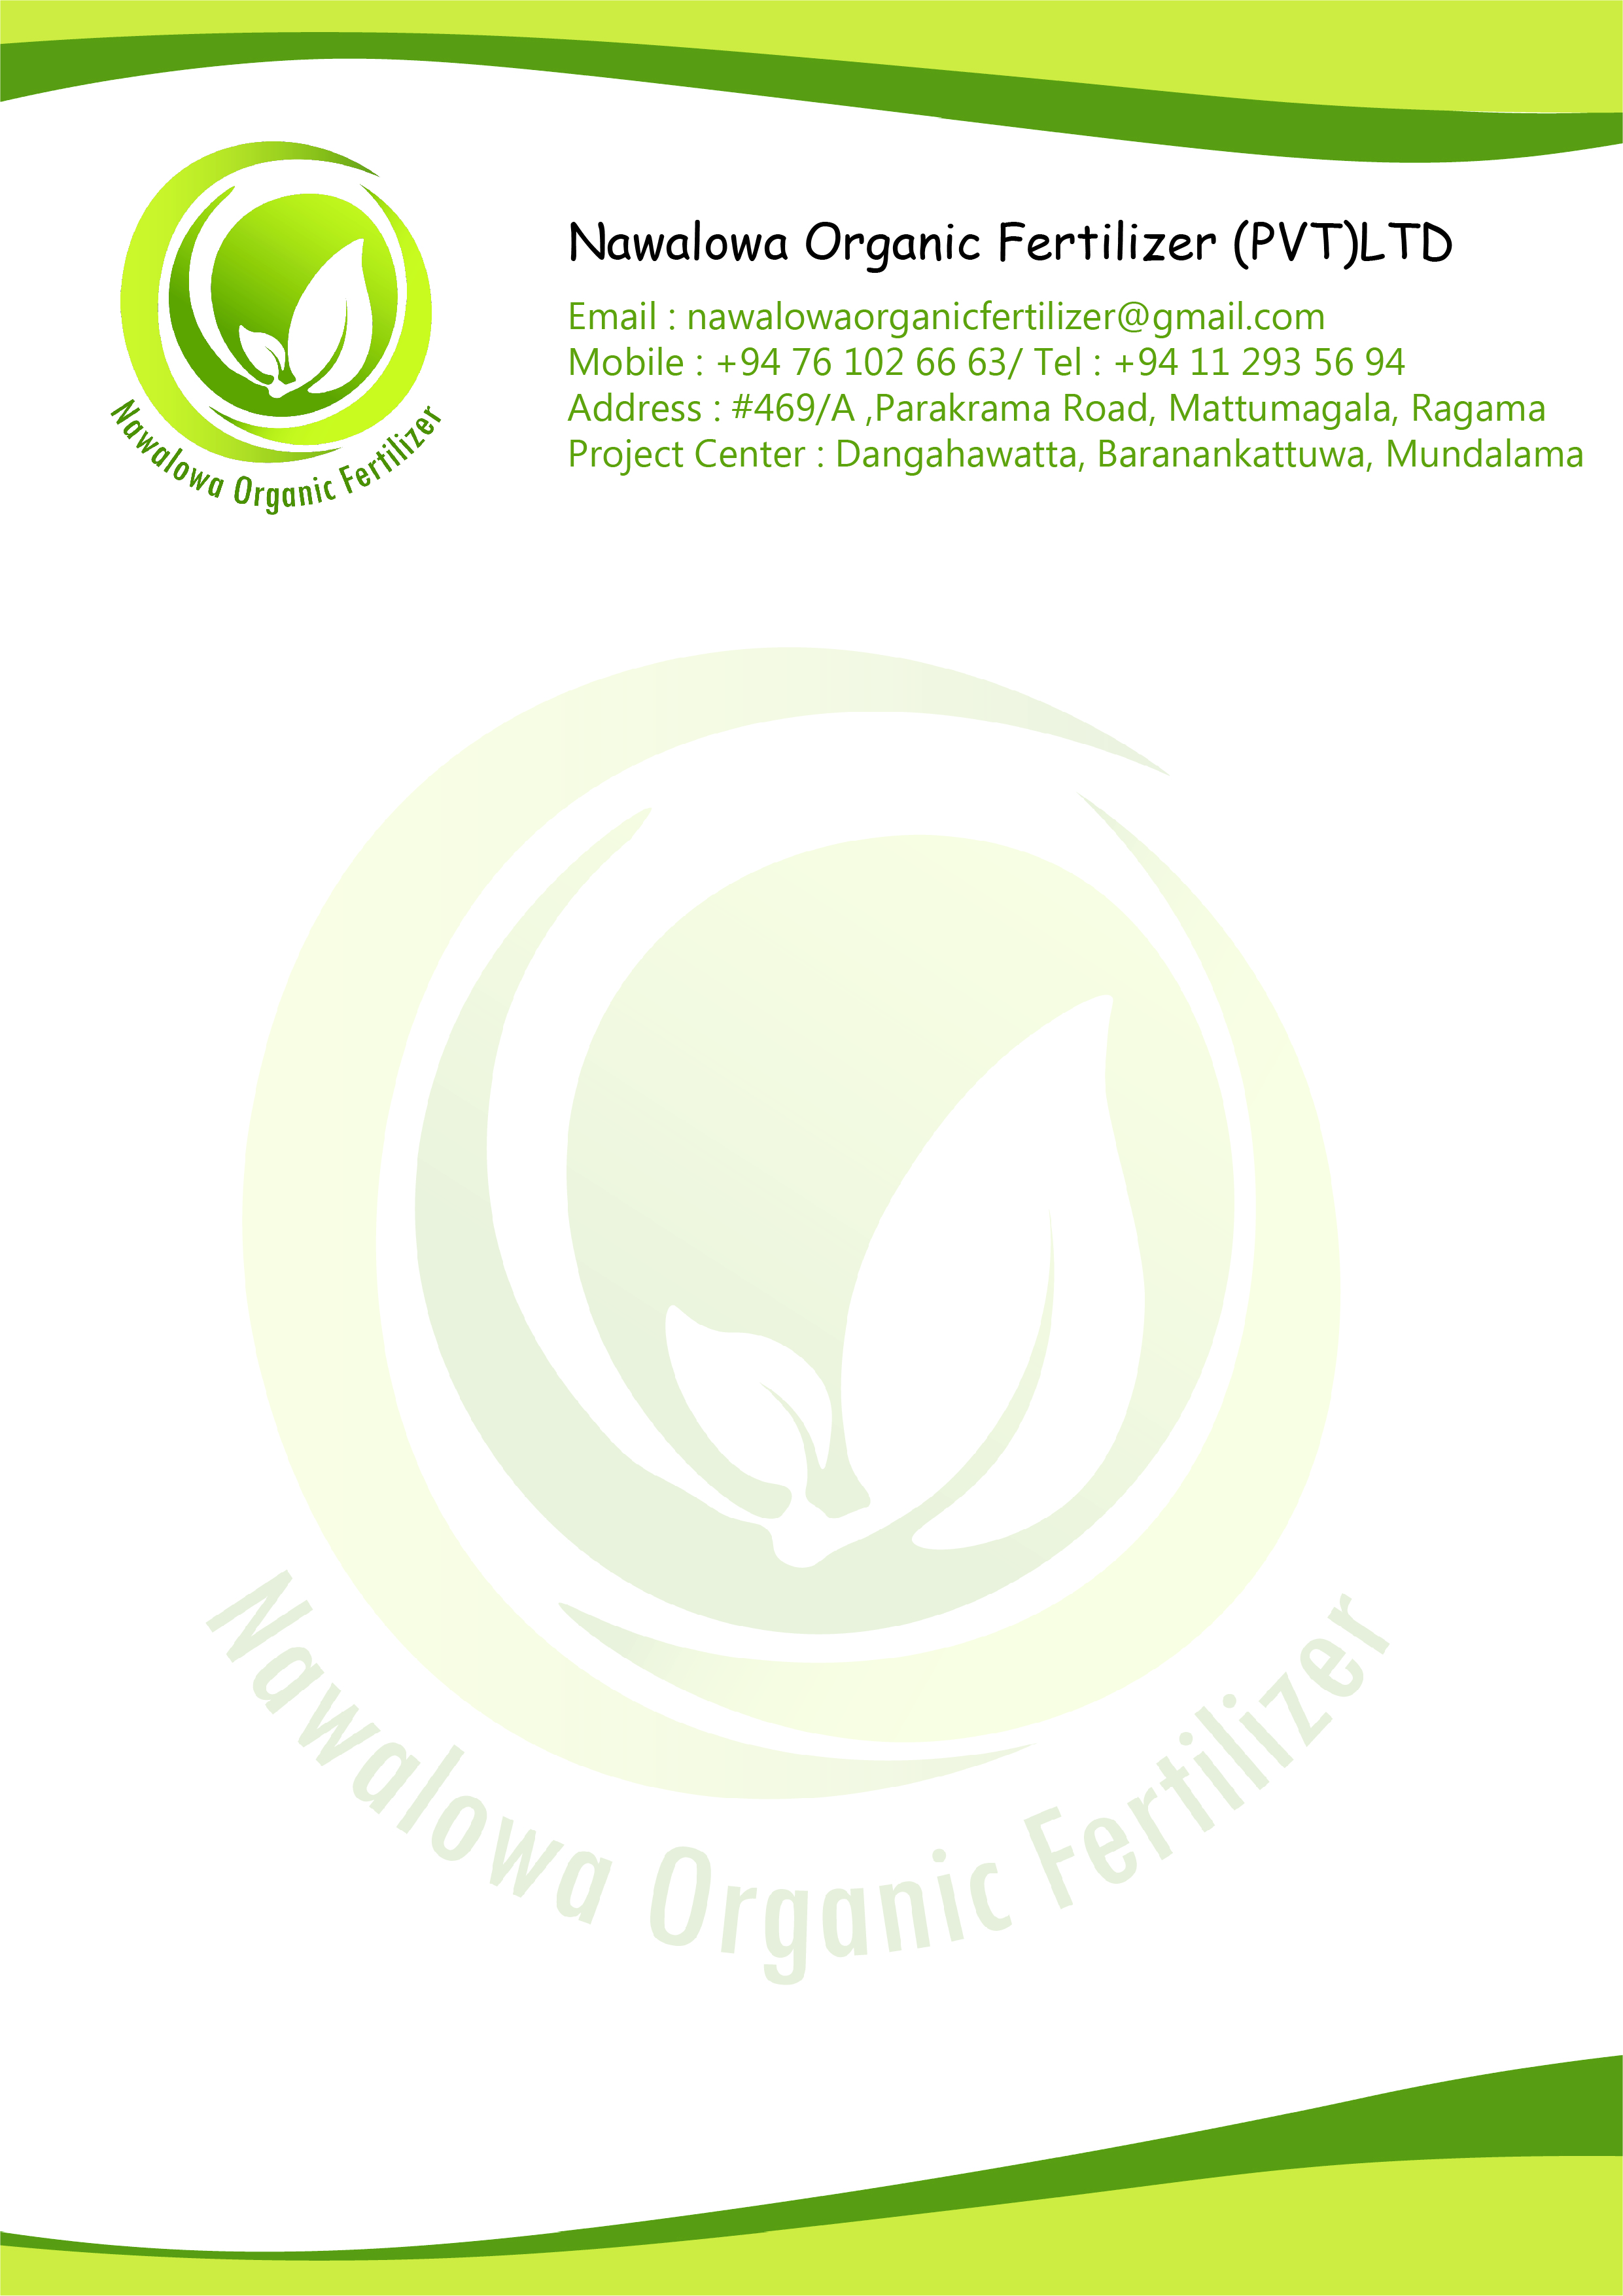 Nawalowa Organic Fertilizer
Nawalowa Organic Fertilizer (PVT)LTD
Email : nawalowaorganicfertilizer@gmail.com
Mobile : +94 76 102 66 63/ Tel : +94 11 293 56 94
Address : #469/A ,Parakrama Road, Mattumagala, Ragama
Project Center : Dangahawatta, Baranankattuwa, Mundalama
Nawalowa Organic Fertilizer